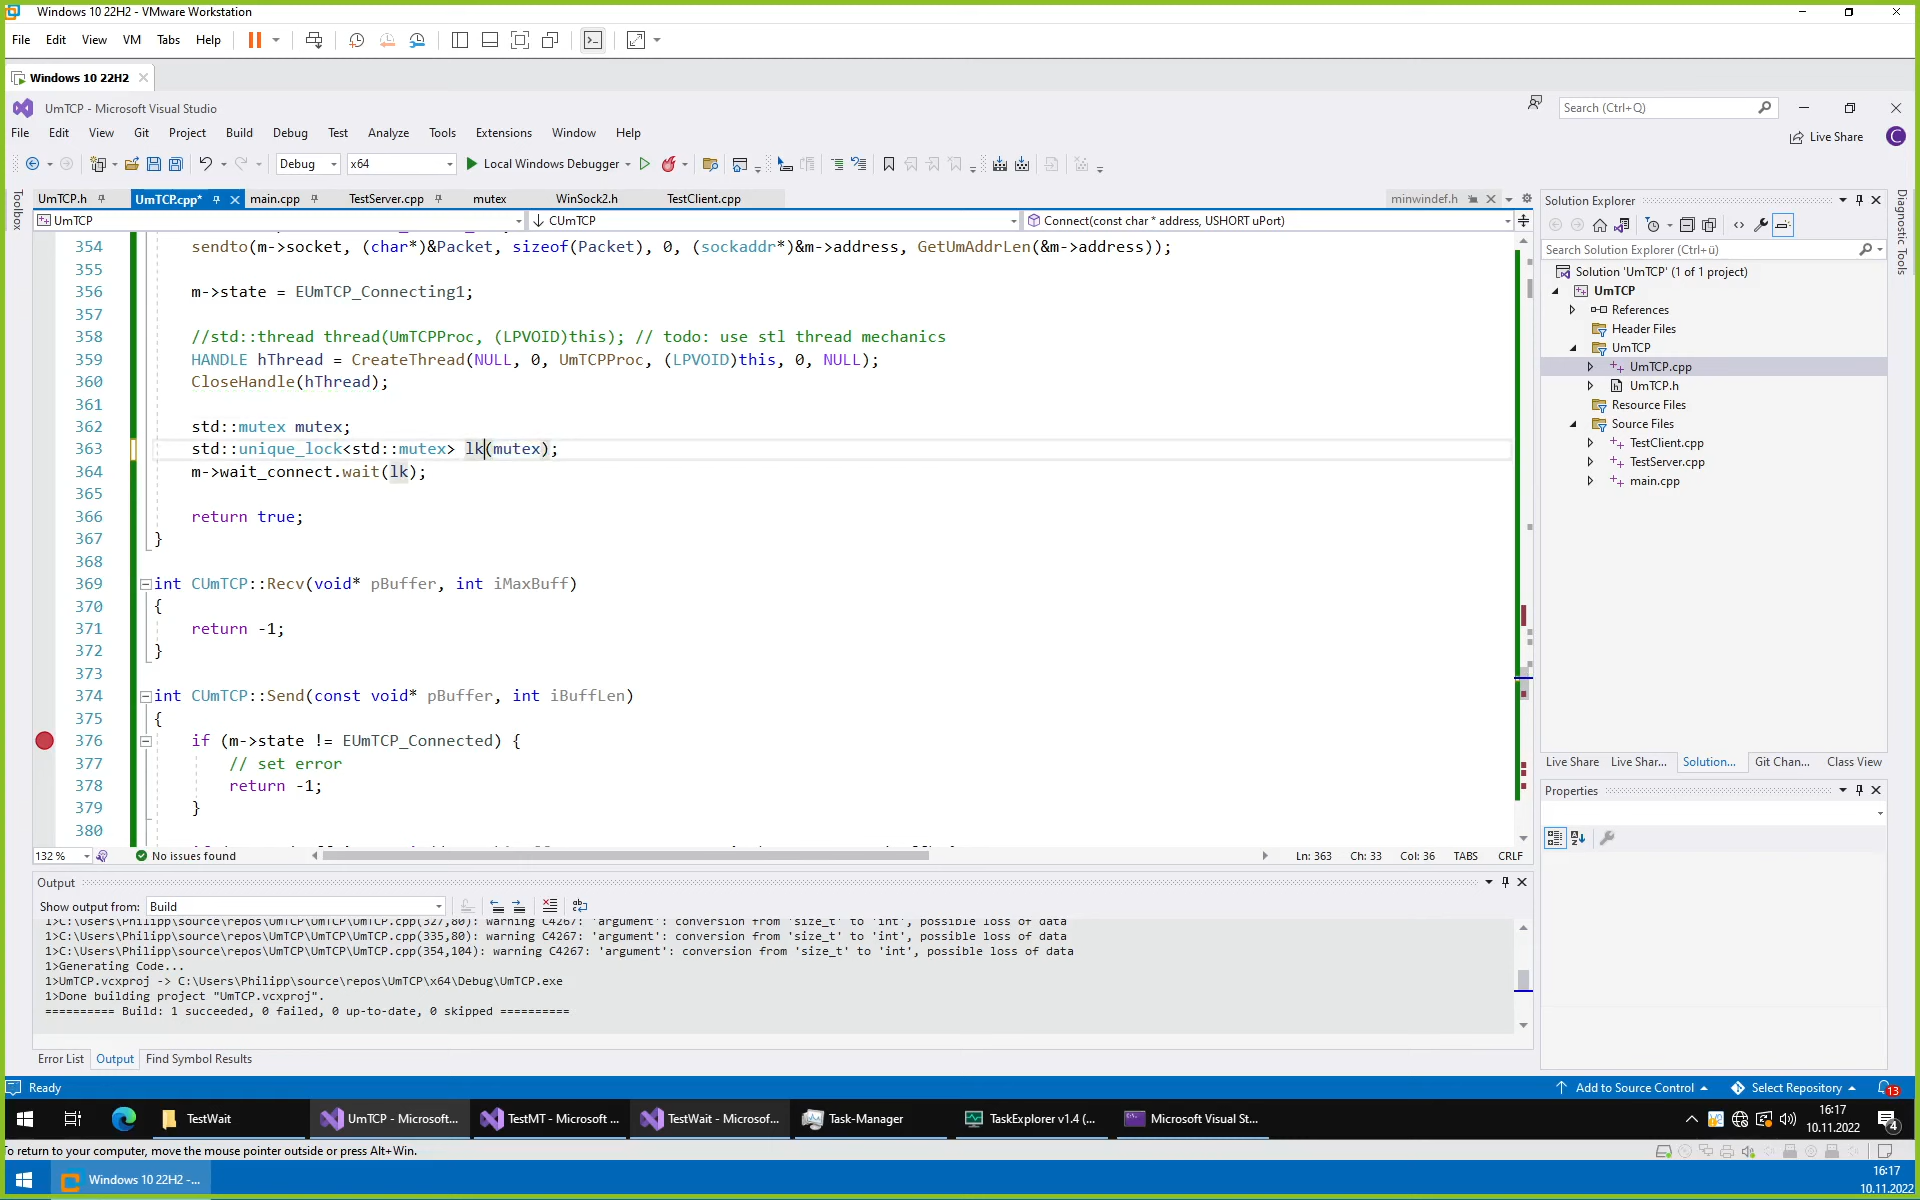 Windows 10 22H2 - VMware Workstation
File Edit View VM Tabs Help
Windows 10 22H2
UmTCP - Microsoft Visual Studio
Search (Ctrl+Q)
File Edit View Git Project Build Debug Test Analyze Tools Extensions Window Help
Live Share
C
Debug x64 Local Windows Debugger
Toolbox
UmTCP.h UmTCP.cpp* main.cpp TestServer.cpp mutex WinSock2.h TestClient.cpp minwindef.h
UmTCP CUmTCP Connect(const char * address, USHORT uPort)
354 sendto(m->socket, (char*)&Packet, sizeof(Packet), 0, (sockaddr*)&m->address, GetUmAddrLen(&m->address));
355
356 m->state = EUmTCP_Connecting1;
357
358 //std::thread thread(UmTCPProc, (LPVOID)this); // todo: use stl thread mechanics
359 HANDLE hThread = CreateThread(NULL, 0, UmTCPProc, (LPVOID)this, 0, NULL);
360 CloseHandle(hThread);
361
362 std::mutex mutex;
363 std::unique_lock<std::mutex> lk(mutex);
364 m->wait_connect.wait(lk);
365
366 return true;
367 }
368
369 int CUmTCP::Recv(void* pBuffer, int iMaxBuff)
370 {
371 return -1;
372 }
373
374 int CUmTCP::Send(const void* pBuffer, int iBuffLen)
375 {
376 if (m->state != EUmTCP_Connected) {
377 // set error
378 return -1;
379 }
380
132 % No issues found Ln: 363 Ch: 33 Col: 36 TABS CRLF
Solution Explorer
Search Solution Explorer (Ctrl+ü)
Solution 'UmTCP' (1 of 1 project)
UmTCP
References
Header Files
UmTCP
UmTCP.cpp
UmTCP.h
Resource Files
Source Files
TestClient.cpp
TestServer.cpp
main.cpp
Live Share Live Shar... Solution... Git Chan... Class View
Properties
Diagnostic Tools
Output
Show output from: Build
1>C:\Users\Philipp\source\repos\UmTCP\UmTCP\UmTCP.cpp(327,80): warning C4267: 'argument': conversion from 'size_t' to 'int', possible loss of data
1>C:\Users\Philipp\source\repos\UmTCP\UmTCP\UmTCP.cpp(335,80): warning C4267: 'argument': conversion from 'size_t' to 'int', possible loss of data
1>C:\Users\Philipp\source\repos\UmTCP\UmTCP\UmTCP.cpp(354,104): warning C4267: 'argument': conversion from 'size_t' to 'int', possible loss of data
1>Generating Code...
1>UmTCP.vcxproj -> C:\Users\Philipp\source\repos\UmTCP\x64\Debug\UmTCP.exe
1>Done building project "UmTCP.vcxproj".
========== Build: 1 succeeded, 0 failed, 0 up-to-date, 0 skipped ==========
Error List Output Find Symbol Results
Ready Add to Source Control Select Repository 13
TestWait UmTCP - Microsoft... TestMT - Microsoft ... TestWait - Microsof... Task-Manager TaskExplorer v1.4 (... Microsoft Visual St... 16:17
10.11.2022 4
To return to your computer, move the mouse pointer outside or press Alt+Win.
Windows 10 22H2 -... 16:17
10.11.2022